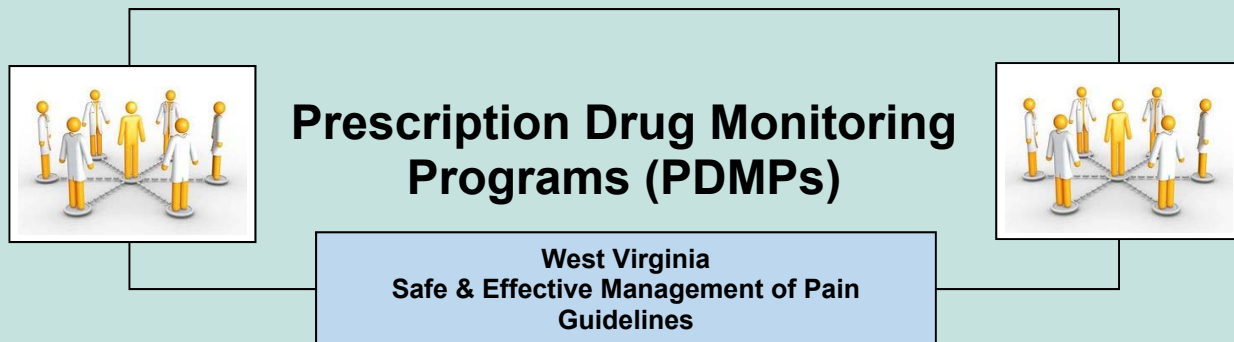 Prescription Drug Monitoring
Programs (PDMPs)
West Virginia
Safe & Effective Management of Pain
Guidelines